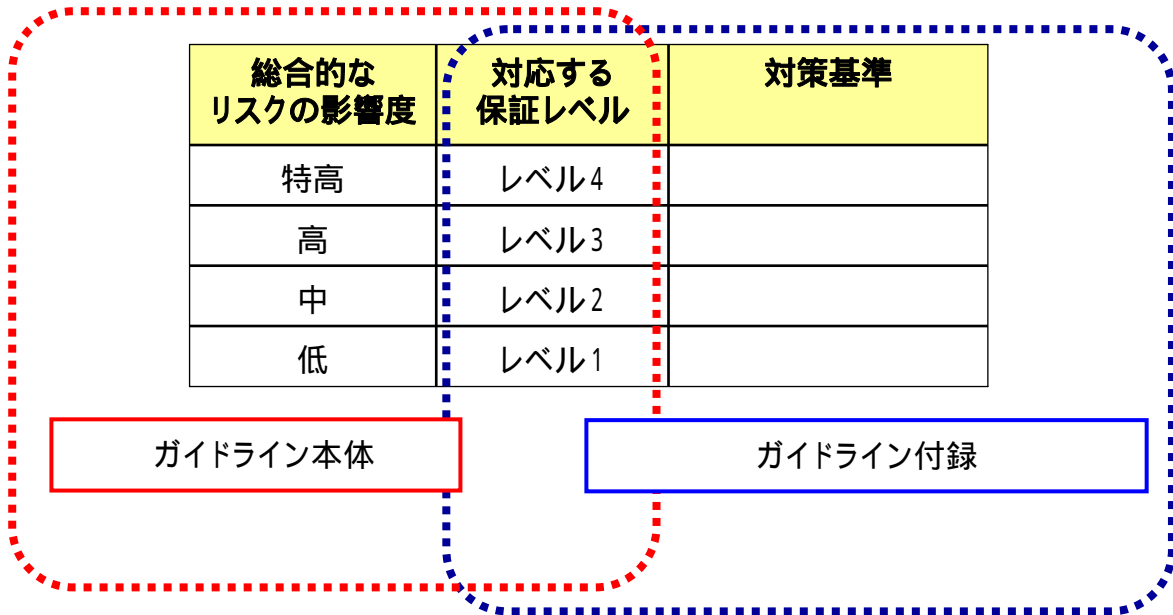 総合的な
リスクの影響度
対応する
保証レベル
対策基準
特高
レベル4
高
レベル3
中
レベル2
低
レベル1
ガイドライン本体
ガイドライン付録